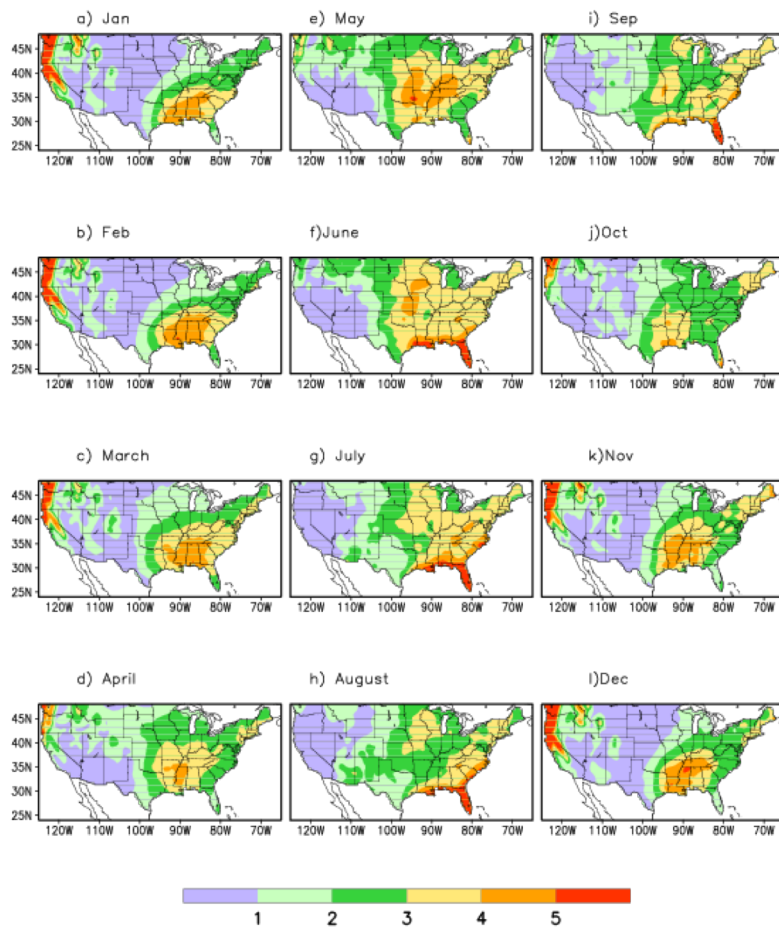 a) Jan
e) May
i) Sep
45N
40N
35N
30N
25N
120W 110W 100W 90W 80W 70W
120W 110W 100W 90W 80W 70W
120W 110W 100W 90W 80W 70W
b) Feb
f)June
j)Oct
45N
40N
35N
30N
25N
120W 110W 100W 90W 80W 70W
120W 110W 100W 90W 80W 70W
120W 110W 100W 90W 80W 70W
c) March
g) July
k)Nov
45N
40N
35N
30N
25N
120W 110W 100W 90W 80W 70W
120W 110W 100W 90W 80W 70W
120W 110W 100W 90W 80W 70W
d) April
h) August
l)Dec
45N
40N
35N
30N
25N
120W 110W 100W 90W 80W 70W
120W 110W 100W 90W 80W 70W
120W 110W 100W 90W 80W 70W
1 2 3 4 5